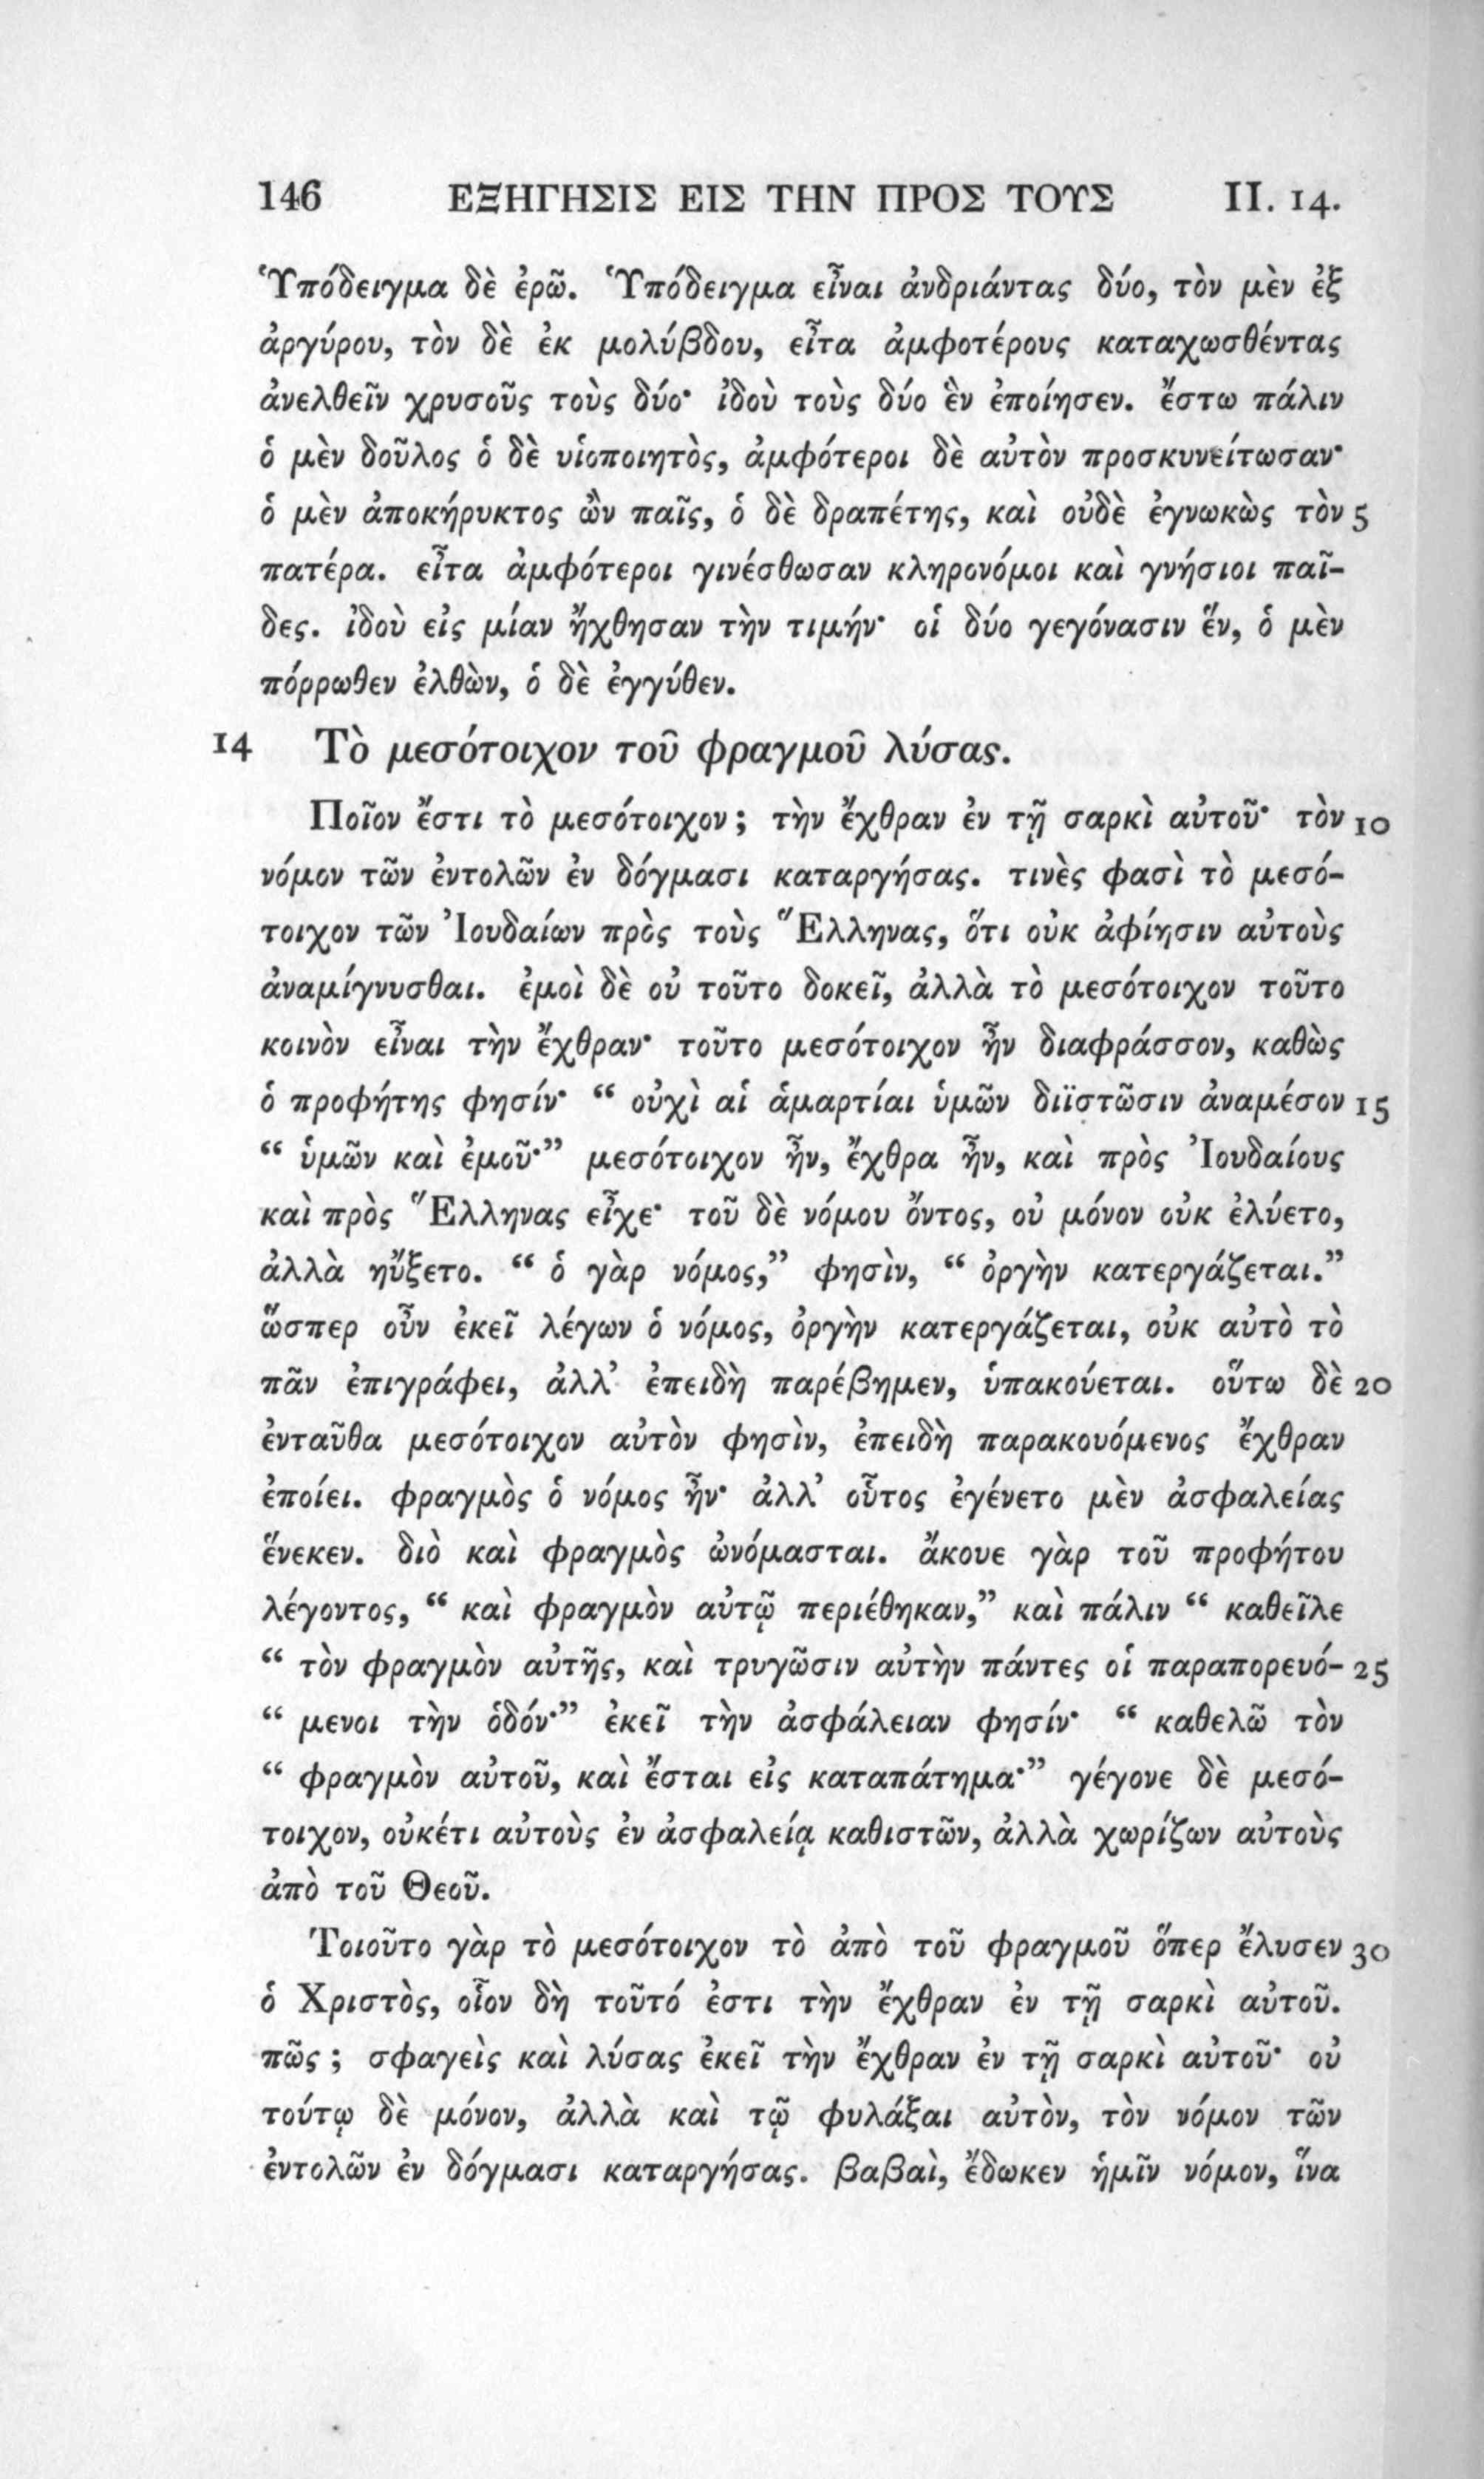 146 ΕΞΗΓΗΣΙΣ ΕΙΣ ΤΗΝ ΠΡΟΣ ΤΟΥΣ II. 14.
Ὑπόδειγμα δὲ ἐρῶ. Ὑπόδειγμα εἶναι ἀνδριάντας δύο, τὸν μὲν ἐξ
ἀργύρου, τὸν δὲ ἐκ μολύβδου, εἶτα ἀμφοτέρους καταχωσθέντας
ἀνελθεῖν χρυσοῦς τοὺς δύο· ἰδοὺ τοὺς δύο ἓν ἐποίησεν. ἔστω πάλιν
ὁ μὲν δοῦλος ὁ δὲ υἱοποιητὸς, ἀμφότεροι δὲ αὐτὸν προσκυνείτωσαν·
ὁ μὲν ἀποκήρυκτος ὢν παῖς, ὁ δὲ δραπέτης, καὶ οὐδὲ ἐγνωκὼς τὸν 5
πατέρα. εἶτα ἀμφότεροι γινέσθωσαν κληρονόμοι καὶ γνήσιοι παῖ-
δες. ἰδοὺ εἰς μίαν ἤχθησαν τὴν τιμήν· οἱ δύο γεγόνασιν ἕν, ὁ μὲν
πόρρωθεν ἐλθὼν, ὁ δὲ ἐγγύθεν.
14 Τὸ μεσότοιχον τοῦ φραγμοῦ λύσας.
Ποῖον ἔστι τὸ μεσότοιχον; τὴν ἔχθραν ἐν τῇ σαρκὶ αὐτοῦ· τὸν 10
νόμον τῶν ἐντολῶν ἐν δόγμασι καταργήσας. τινὲς φασὶ τὸ μεσό-
τοιχον τῶν Ἰουδαίων πρὸς τοὺς Ἕλληνας, ὅτι οὐκ ἀφίησιν αὐτοὺς
ἀναμίγνυσθαι. ἐμοὶ δὲ οὐ τοῦτο δοκεῖ, ἀλλὰ τὸ μεσότοιχον τοῦτο
κοινὸν εἶναι τὴν ἔχθραν· τοῦτο μεσότοιχον ἦν διαφράσσον, καθὼς
ὁ προφήτης φησίν· “ οὐχὶ αἱ ἁμαρτίαι ὑμῶν διϊστῶσιν ἀναμέσον 15
“ ὑμῶν καὶ ἐμοῦ·” μεσότοιχον ἦν, ἔχθρα ἦν, καὶ πρὸς Ἰουδαίους
καὶ πρὸς Ἕλληνας εἶχε· τοῦ δὲ νόμου ὄντος, οὐ μόνον οὐκ ἐλύετο,
ἀλλὰ ηὔξετο. “ ὁ γὰρ νόμος,” φησὶν, “ ὀργὴν κατεργάζεται.”
ὥσπερ οὖν ἐκεῖ λέγων ὁ νόμος, ὀργὴν κατεργάζεται, οὐκ αὐτὸ τὸ
πᾶν ἐπιγράφει, ἀλλ’ ἐπειδὴ παρέβημεν, ὑπακούεται. οὕτω δὲ 20
ἐνταῦθα μεσότοιχον αὐτὸν φησὶν, ἐπειδὴ παρακουόμενος ἔχθραν
ἐποίει. φραγμὸς ὁ νόμος ἦν· ἀλλ’ οὗτος ἐγένετο μὲν ἀσφαλείας
ἕνεκεν. διὸ καὶ φραγμὸς ὠνόμασται. ἄκουε γὰρ τοῦ προφήτου
λέγοντος, “ καὶ φραγμὸν αὐτῷ περιέθηκαν,” καὶ πάλιν “ καθεῖλε
“ τὸν φραγμὸν αὐτῆς, καὶ τρυγῶσιν αὐτὴν πάντες οἱ παραπορευό- 25
“ μενοι τὴν ὁδόν·” ἐκεῖ τὴν ἀσφάλειαν φησίν· “ καθελῶ τὸν
“ φραγμὸν αὐτοῦ, καὶ ἔσται εἰς καταπάτημα·” γέγονε δὲ μεσό-
τοιχον, οὐκέτι αὐτοὺς ἐν ἀσφαλείᾳ καθιστῶν, ἀλλὰ χωρίζων αὐτοὺς
ἀπὸ τοῦ Θεοῦ.
Τοιοῦτο γὰρ τὸ μεσότοιχον τὸ ἀπὸ τοῦ φραγμοῦ ὅπερ ἔλυσεν 30
ὁ Χριστὸς, οἷον δὴ τοῦτό ἐστι τὴν ἔχθραν ἐν τῇ σαρκὶ αὐτοῦ.
πῶς ; σφαγεὶς καὶ λύσας ἐκεῖ τὴν ἔχθραν ἐν τῇ σαρκὶ αὐτοῦ· οὐ
τούτῳ δὲ μόνον, ἀλλὰ καὶ τῷ φυλάξαι αὐτὸν, τὸν νόμον τῶν
ἐντολῶν ἐν δόγμασι καταργήσας. βαβαὶ, ἔδωκεν ἡμῖν νόμον, ἵνα